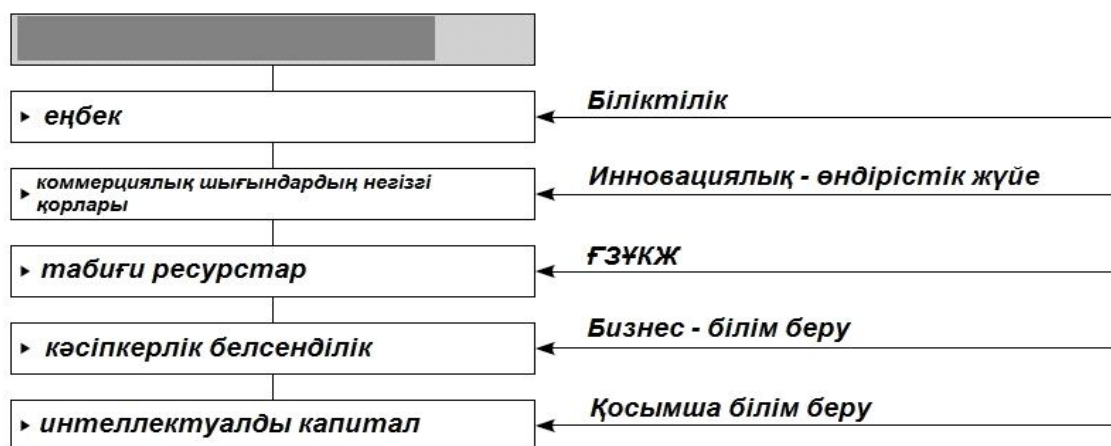 еңбек
Біліктілік
коммерциялық шығындардың негізгі
қорлары
Инновациялық - өндірістік жүйе
табиғи ресурстар
ҒЗҰКЖ
кәсіпкерлік белсенділік
Бизнес - білім беру
интеллектуалды капитал
Қосымша білім беру